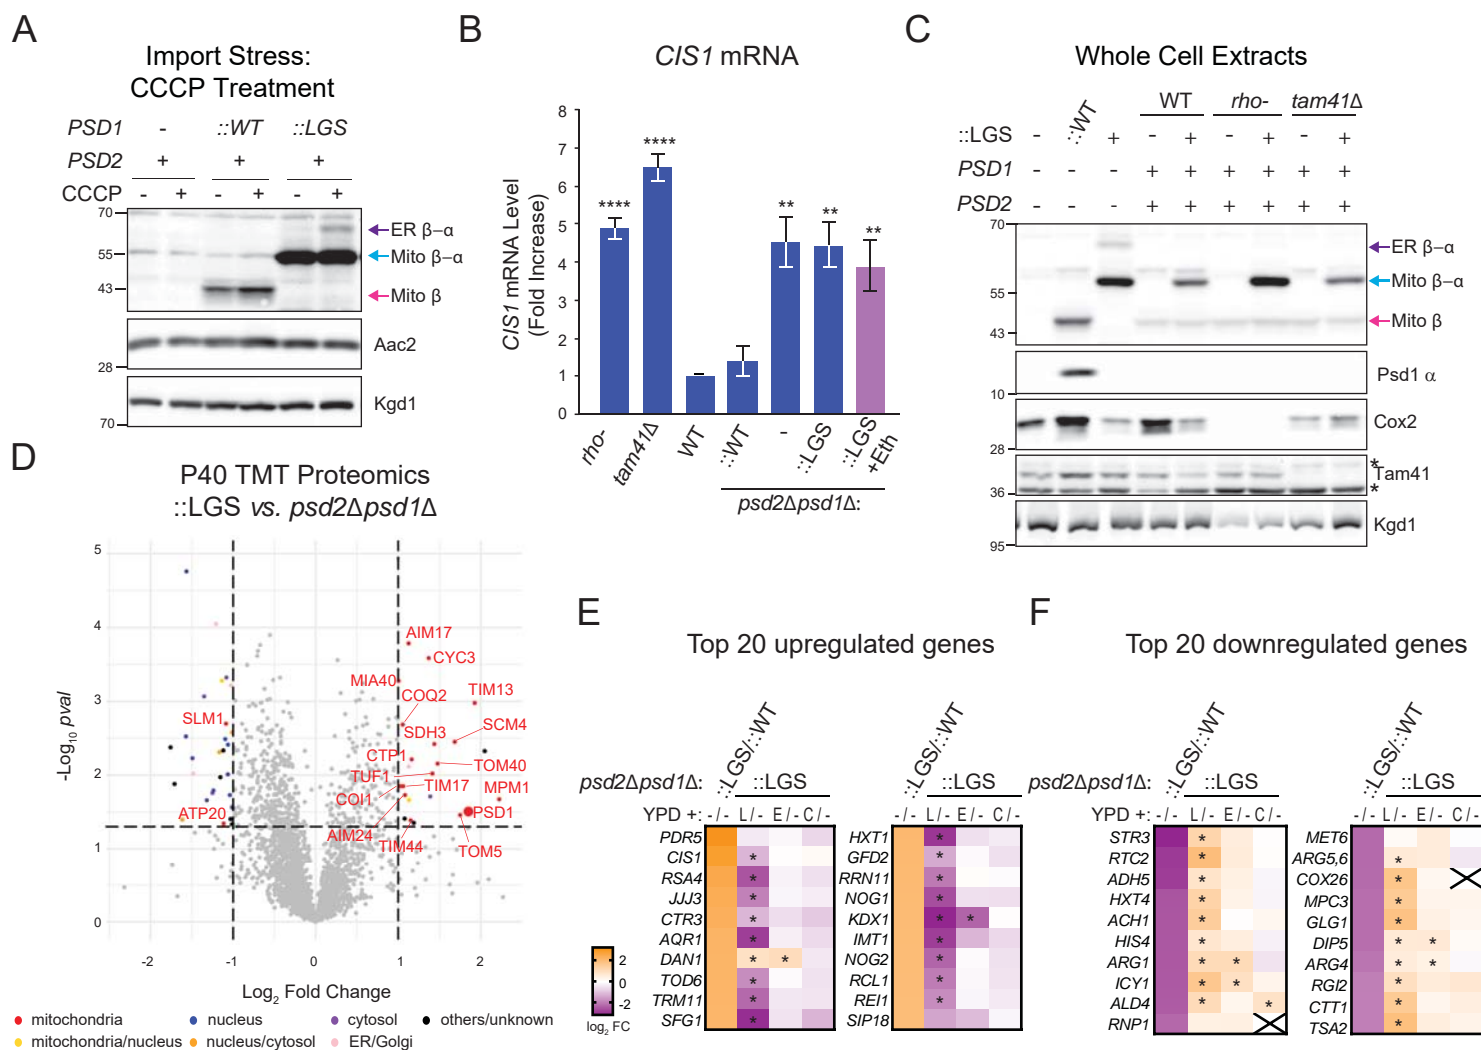 A
Import Stress:
CCCP Treatment
PSD1 - ::WT ::LGS
PSD2 + + +
CCCP - + - + - +
70
55
43
ER β-α
Mito β-α
Mito β
28
Aac2
70
Kgd1
B
CIS1 mRNA
CIS1 mRNA Level
(Fold Increase)
8
7
6
5
4
3
2
1
0
**** **** ** ** **
rho- tam41Δ WT ::WT - ::LGS ::LGS +Eth
psd2Δpsd1Δ:
C
Whole Cell Extracts
WT rho- tam41Δ
::LGS - ::WT + - + - + - +
PSD1 - - - + + + + + +
PSD2 - - - + + + + + +
70
55
43
ER β-α
Mito β-α
Mito β
10
Psd1 α
28
Cox2
36
* Tam41
*
95
Kgd1
D
P40 TMT Proteomics
::LGS vs. psd2Δpsd1Δ
-Log10 pval
5
4
3
2
1
0
AIM17
CYC3
MIA40
COQ2
TIM13
SLM1
SDH3
SCM4
CTP1
TOM40
TUF1
TIM17
MPM1
COI1
PSD1
ATP20
AIM24
TIM44
TOM5
-2 -1 0 1 2
Log2 Fold Change
mitochondria nucleus cytosol others/unknown
mitochondria/nucleus nucleus/cytosol ER/Golgi
E
Top 20 upregulated genes
::LGS/::WT ::LGS/::WT
psd2Δpsd1Δ: ::LGS ::LGS
YPD +: -/- L/- E/- C/- -/- L/- E/- C/-
PDR5 HXT1 *
CIS1 * GFD2 *
RSA4 * RRN11 *
JJJ3 * NOG1 *
CTR3 * KDX1 * *
AQR1 * IMT1 *
DAN1 * * NOG2 *
TOD6 * RCL1 *
TRM11 * REI1 *
SFG1 * SIP18
2
0
-2
log2 FC
F
Top 20 downregulated genes
::LGS/::WT ::LGS/::WT
psd2Δpsd1Δ: ::LGS ::LGS
YPD +: -/- L/- E/- C/- -/- L/- E/- C/-
STR3 * MET6
RTC2 * ARG5,6 *
ADH5 * COX26 *
HXT4 * MPC3 *
ACH1 * GLG1 *
HIS4 * DIP5 * *
ARG1 * * ARG4 * *
ICY1 * * RGI2 *
ALD4 * * CTT1 *
RNP1 TSA2 *